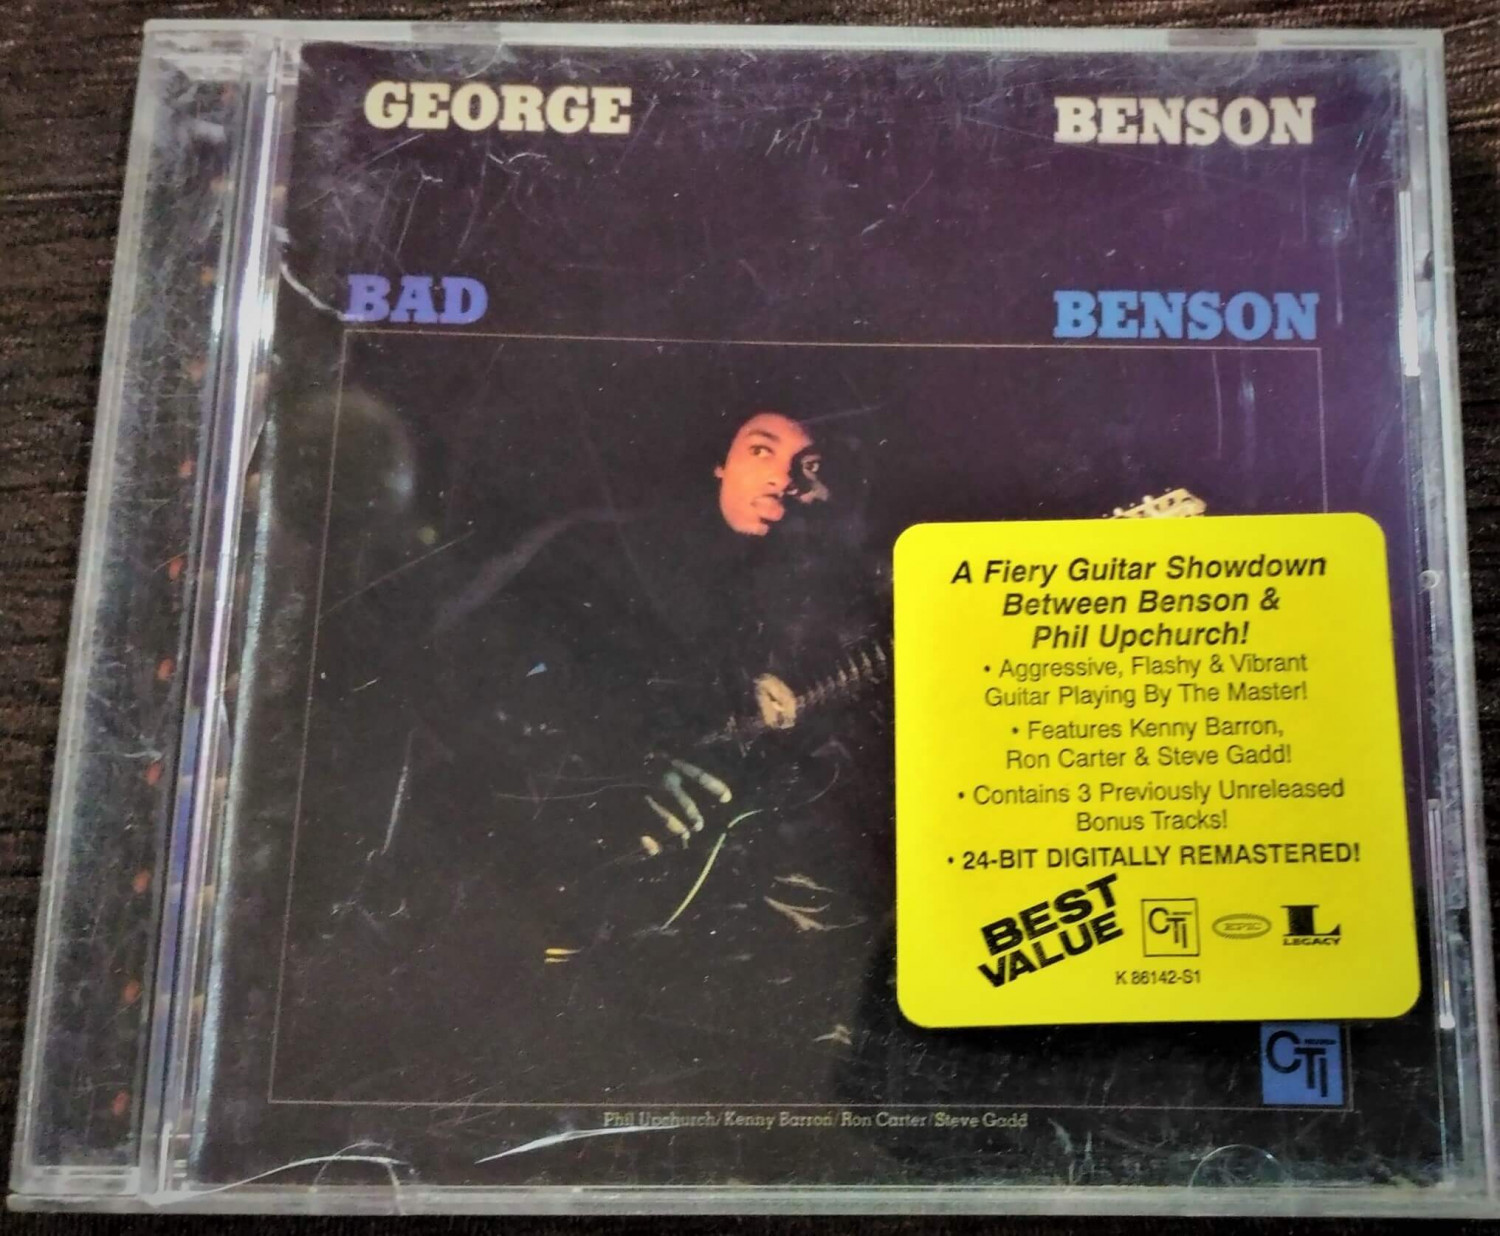 GEORGE BENSON
BAD BENSON
A Fiery Guitar Showdown
Between Benson &
Phil Upchurch!
• Aggressive, Flashy & Vibrant
Guitar Playing By The Master!
• Features Kenny Barron,
Ron Carter & Steve Gadd!
• Contains 3 Previously Unreleased
Bonus Tracks!
• 24-BIT DIGITALLY REMASTERED!
BEST
VALUE
CTI
EPIC
L
LEGACY
K 86142-S1
CTI
Phil Upchurch/Kenny Barron/Ron Carter/Steve Gadd